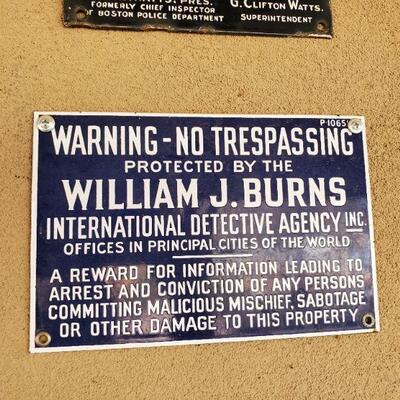 PRES. G. CLIFTON WATTS.
FORMERLY CHIEF INSPECTOR SUPERINTENDENT
OF BOSTON POLICE DEPARTMENT
WARNING - NO TRESPASSING
PROTECTED BY THE
WILLIAM J. BURNS
INTERNATIONAL DETECTIVE AGENCY INC.
OFFICES IN PRINCIPAL CITIES OF THE WORLD
A REWARD FOR INFORMATION LEADING TO
ARREST AND CONVICTION OF ANY PERSONS
COMMITTING MALICIOUS MISCHIEF, SABOTAGE
OR OTHER DAMAGE TO THIS PROPERTY